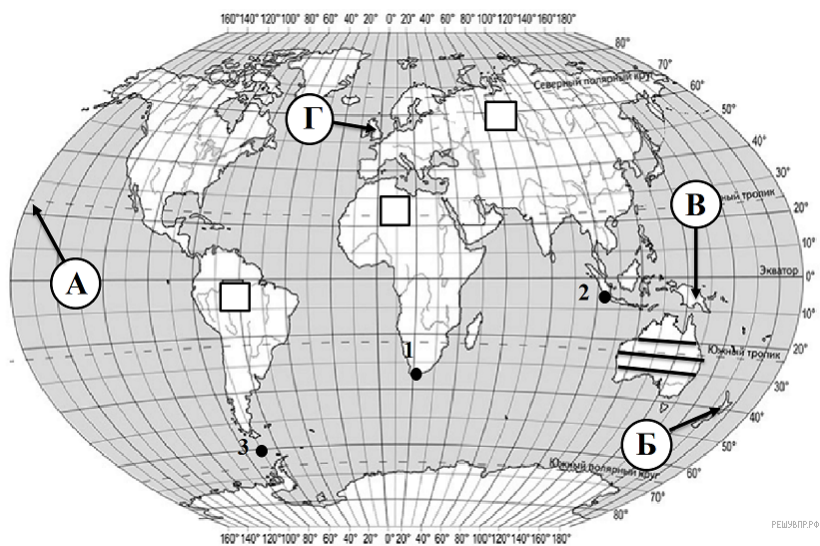 160°140°120°100°80° 60° 40° 20° 0° 20° 40° 60° 80°100°120°140°160°180°
80°
70°
Северный полярный круг
60°
50°
Г
40°
30°
В
ный тропик
20°
10°
А
Экватор
0°
2
10°
1
Южный тропик
20°
30°
40°
Б
3
50°
Южный полярный круг
60°
70°
80°
160°140°120°100°80° 60° 40° 20° 0° 20° 40° 60° 80°100°120°140°160°180°
РЕШУВПР.РФ